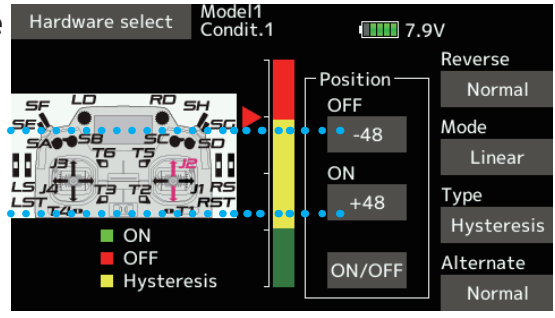 e
Hardware select
Model1
Condit.1
7.9V
SF LD RD SH
SE SG
SA SB SC SD
T6 T5
J3 J2
LS J4 T3 T2 J1 RS
LST T4 T1 RST
ON
OFF
Hysteresis
Position
OFF
-48
ON
+48
ON/OFF
Reverse
Normal
Mode
Linear
Type
Hysteresis
Alternate
Normal